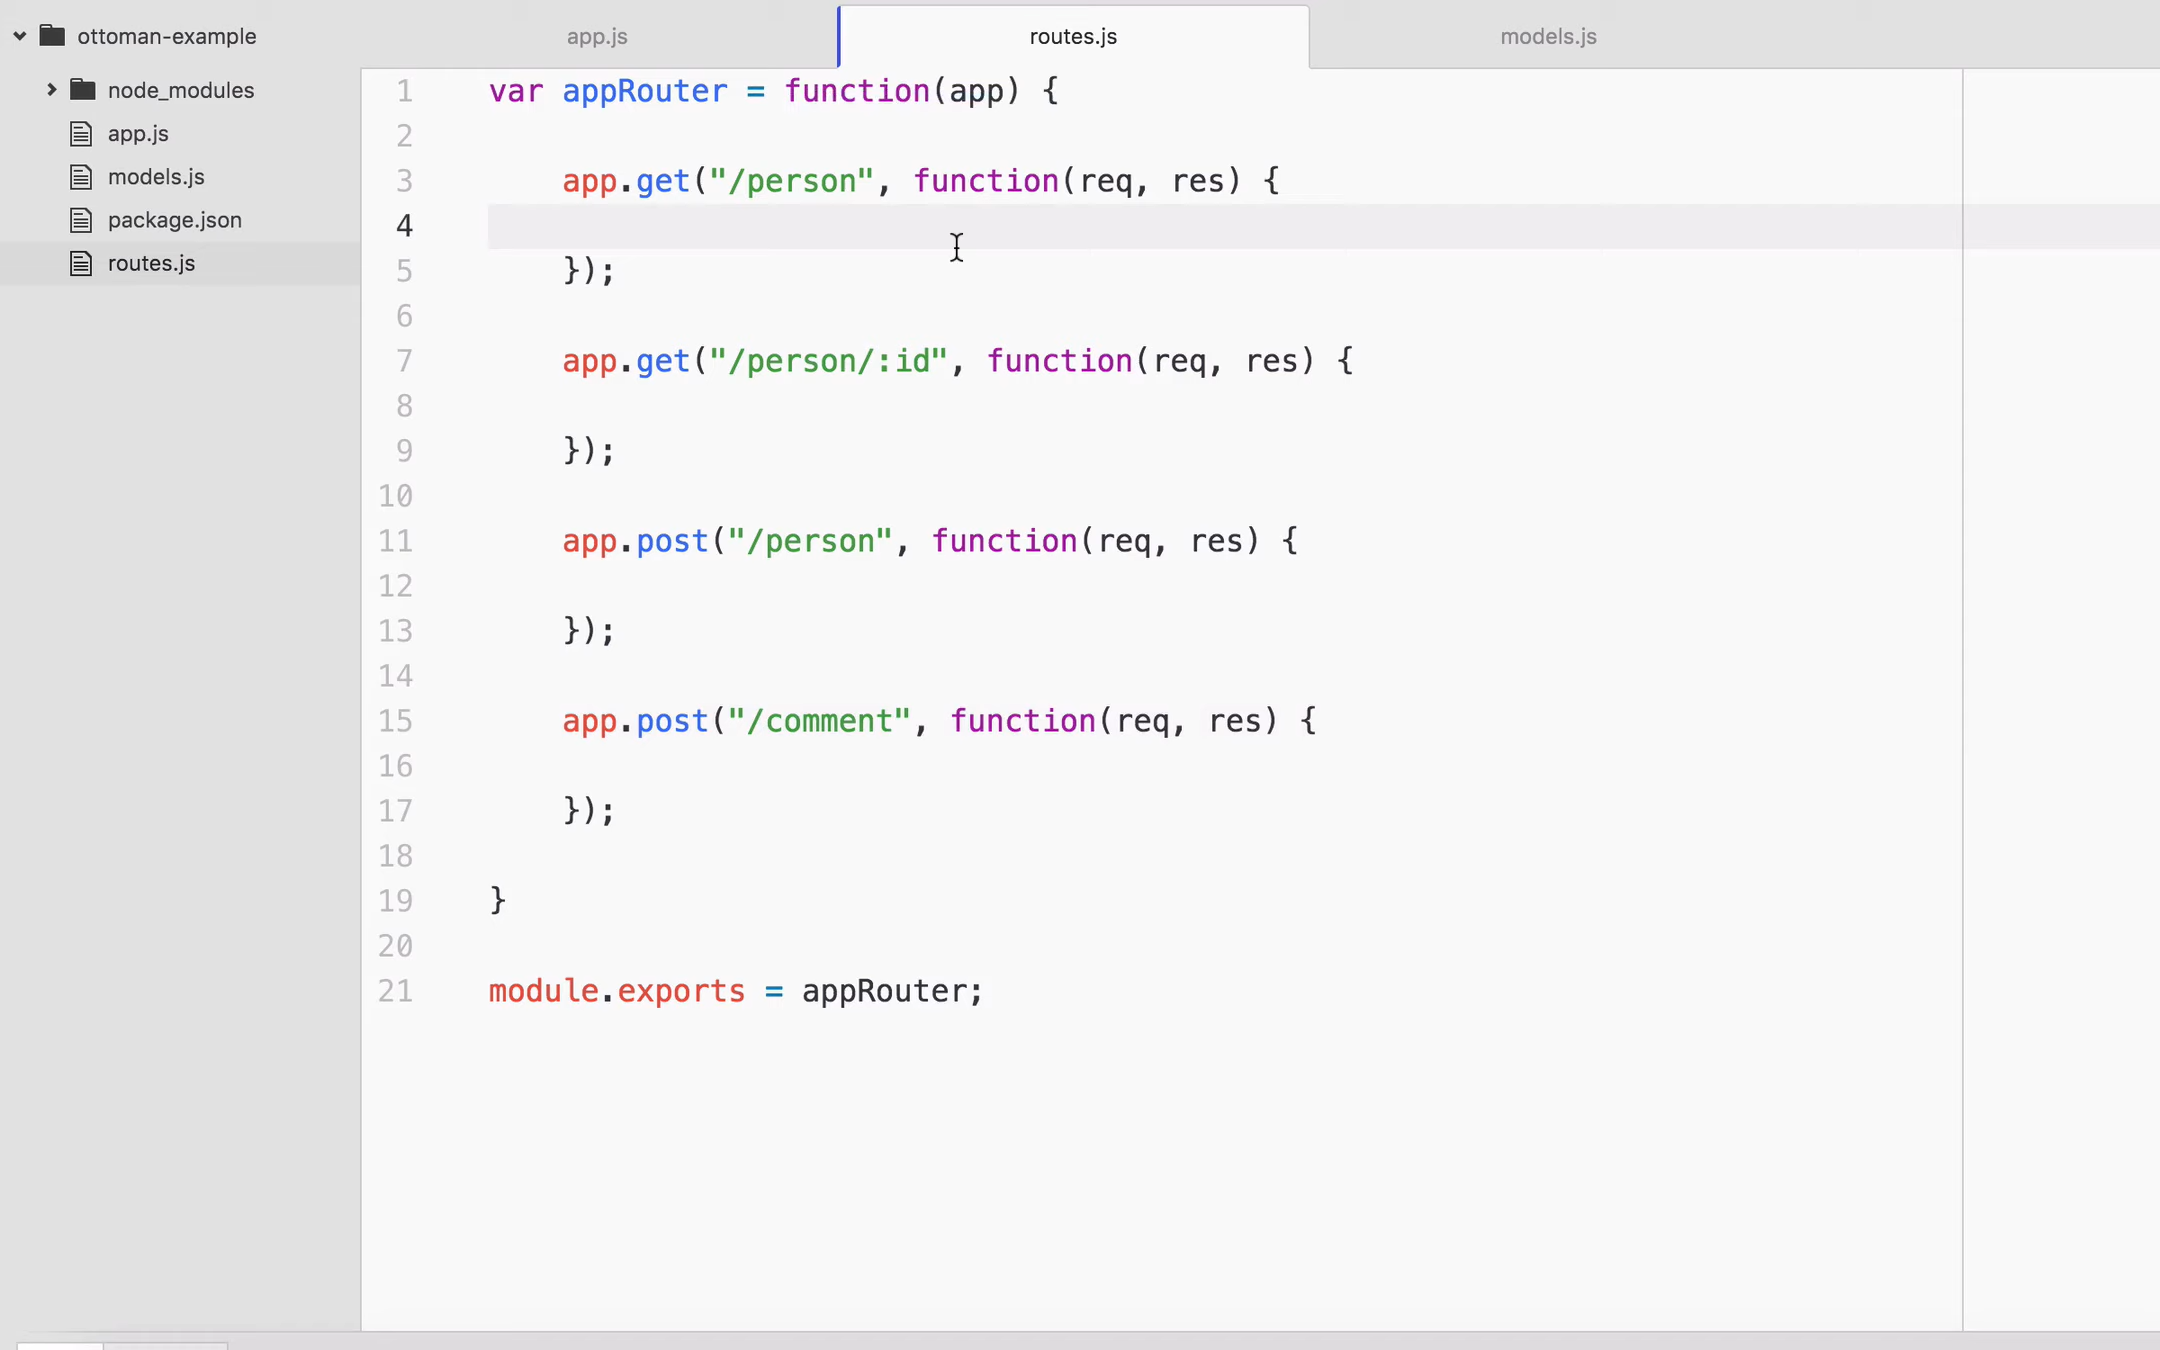 ottoman-example
node_modules
app.js
models.js
package.json
routes.js
app.js
routes.js
models.js
1 var appRouter = function(app) {
2
3     app.get("/person", function(req, res) {
4
5     });
6
7     app.get("/person/:id", function(req, res) {
8
9     });
10
11     app.post("/person", function(req, res) {
12
13     });
14
15     app.post("/comment", function(req, res) {
16
17     });
18
19 }
20
21 module.exports = appRouter;